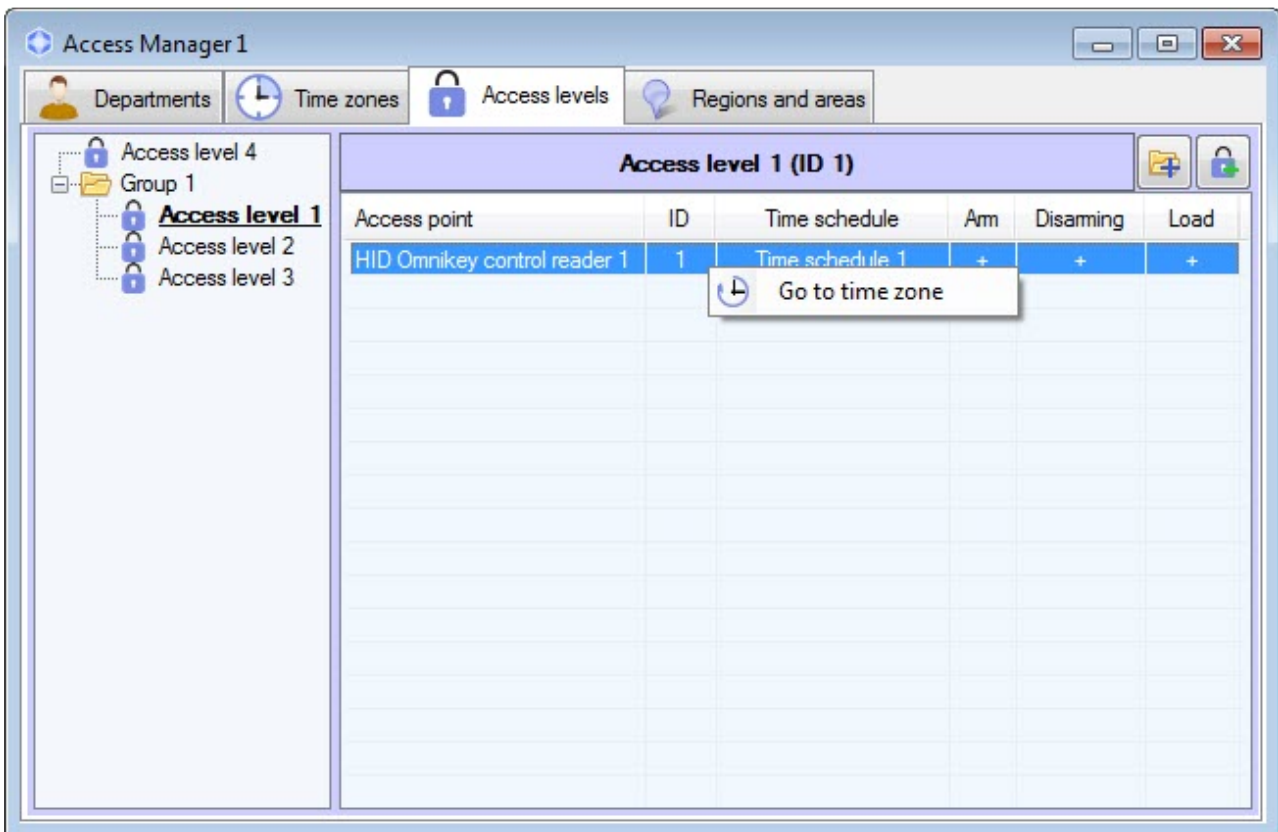 Access Manager 1
Departments Time zones Access levels Regions and areas
Access level 4
Group 1
Access level 1
Access level 2
Access level 3
Access level 1 (ID 1)
Access point ID Time schedule Arm Disarming Load
HID Omnikey control reader 1 1 Time schedule 1 + + +
Go to time zone